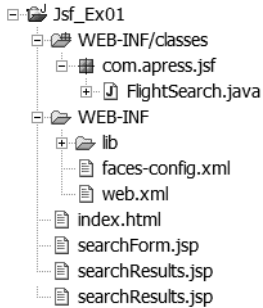 Jsf_Ex01
WEB-INF/classes
com.apress.jsf
FlightSearch.java
WEB-INF
lib
faces-config.xml
web.xml
index.html
searchForm.jsp
searchResults.jsp
searchResults.jsp